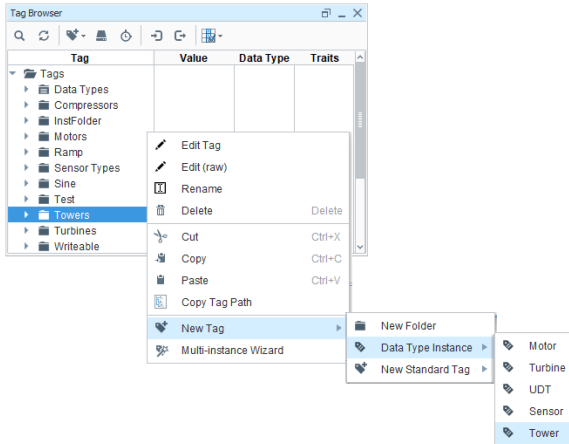 Tag Browser
Tag Value Data Type Traits
Tags
Data Types
Compressors
InstFolder
Motors
Ramp
Sensor Types
Sine
Test
Towers
Turbines
Writeable
Edit Tag
Edit (raw)
Rename
Delete Delete
Cut Ctrl+X
Copy Ctrl+C
Paste Ctrl+V
Copy Tag Path
New Tag
Multi-instance Wizard
New Folder
Data Type Instance
New Standard Tag
Motor
Turbine
UDT
Sensor
Tower